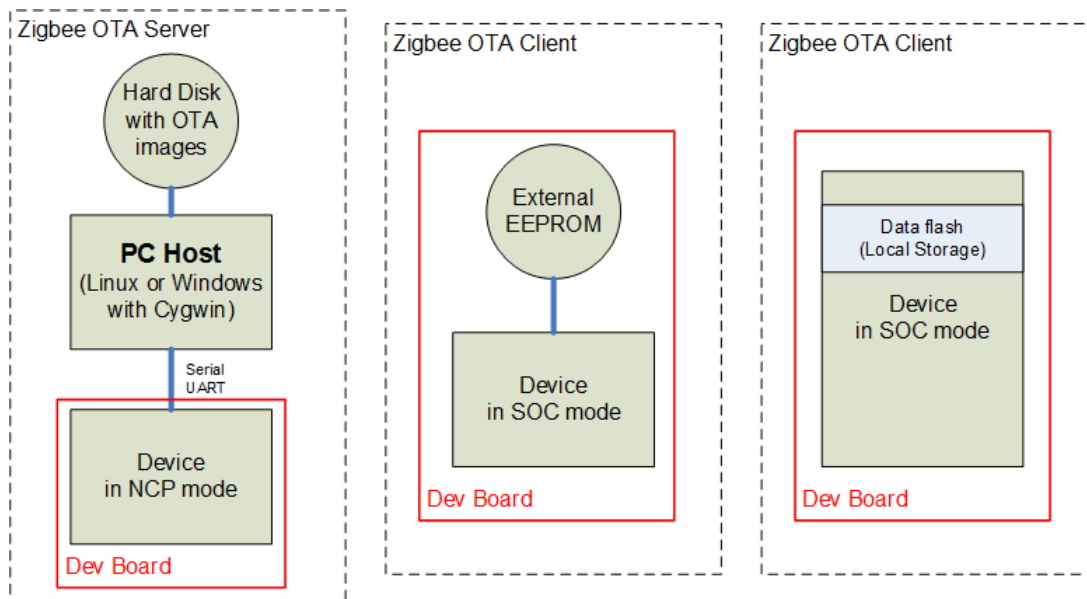 Zigbee OTA Server
Hard Disk
with OTA
images
PC Host
(Linux or Windows
with Cygwin)
Serial
UART
Device
in NCP mode
Dev Board
Zigbee OTA Client
External
EEPROM
Device
in SOC mode
Dev Board
Zigbee OTA Client
Data flash
(Local Storage)
Device
in SOC mode
Dev Board